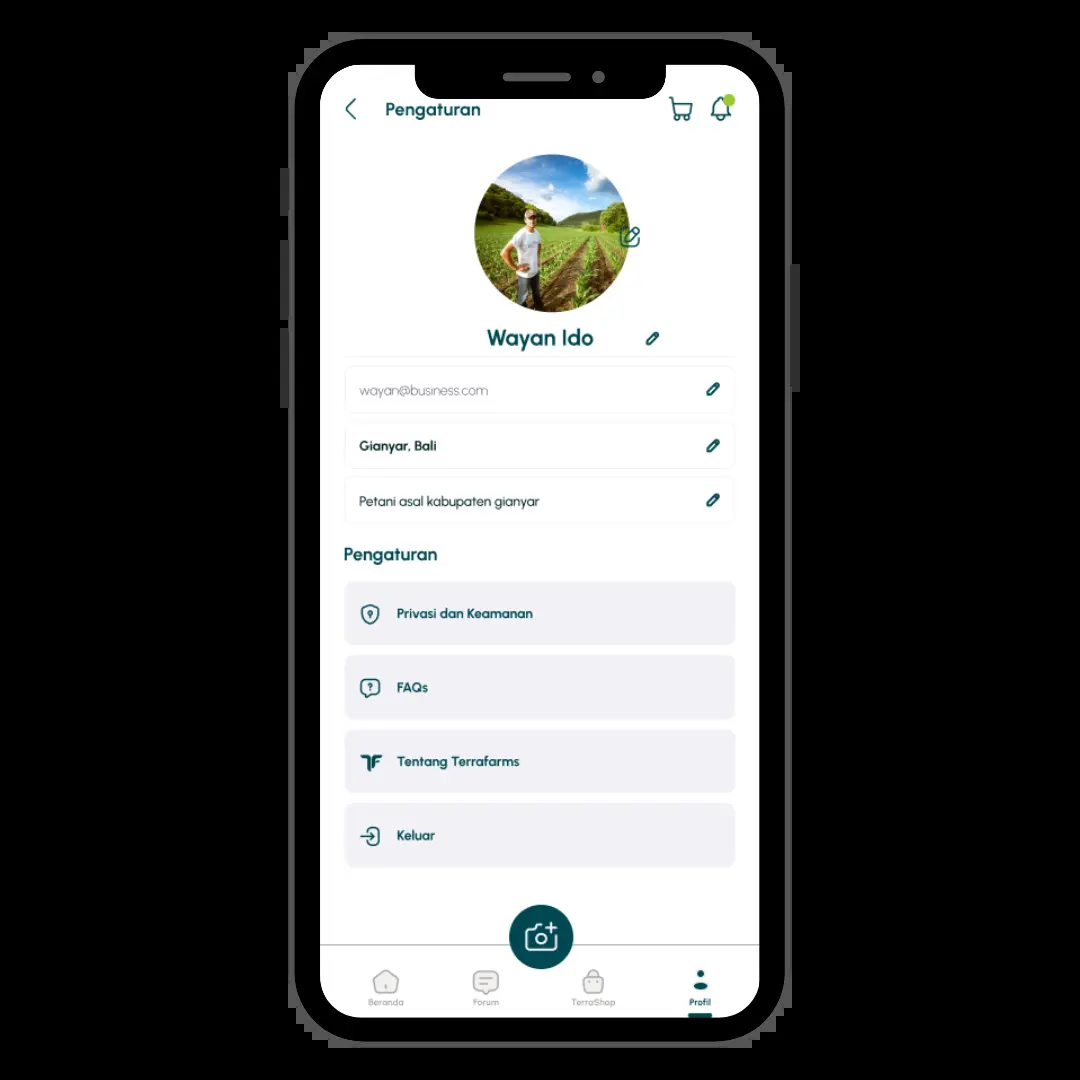 Pengaturan
Wayan Ido
wayan@business.com
Gianyar, Bali
Petani asal kabupaten gianyar
Pengaturan
Privasi dan Keamanan
FAQs
Tentang Terrafarms
Keluar
Beranda
Forum
TerraShop
Profil